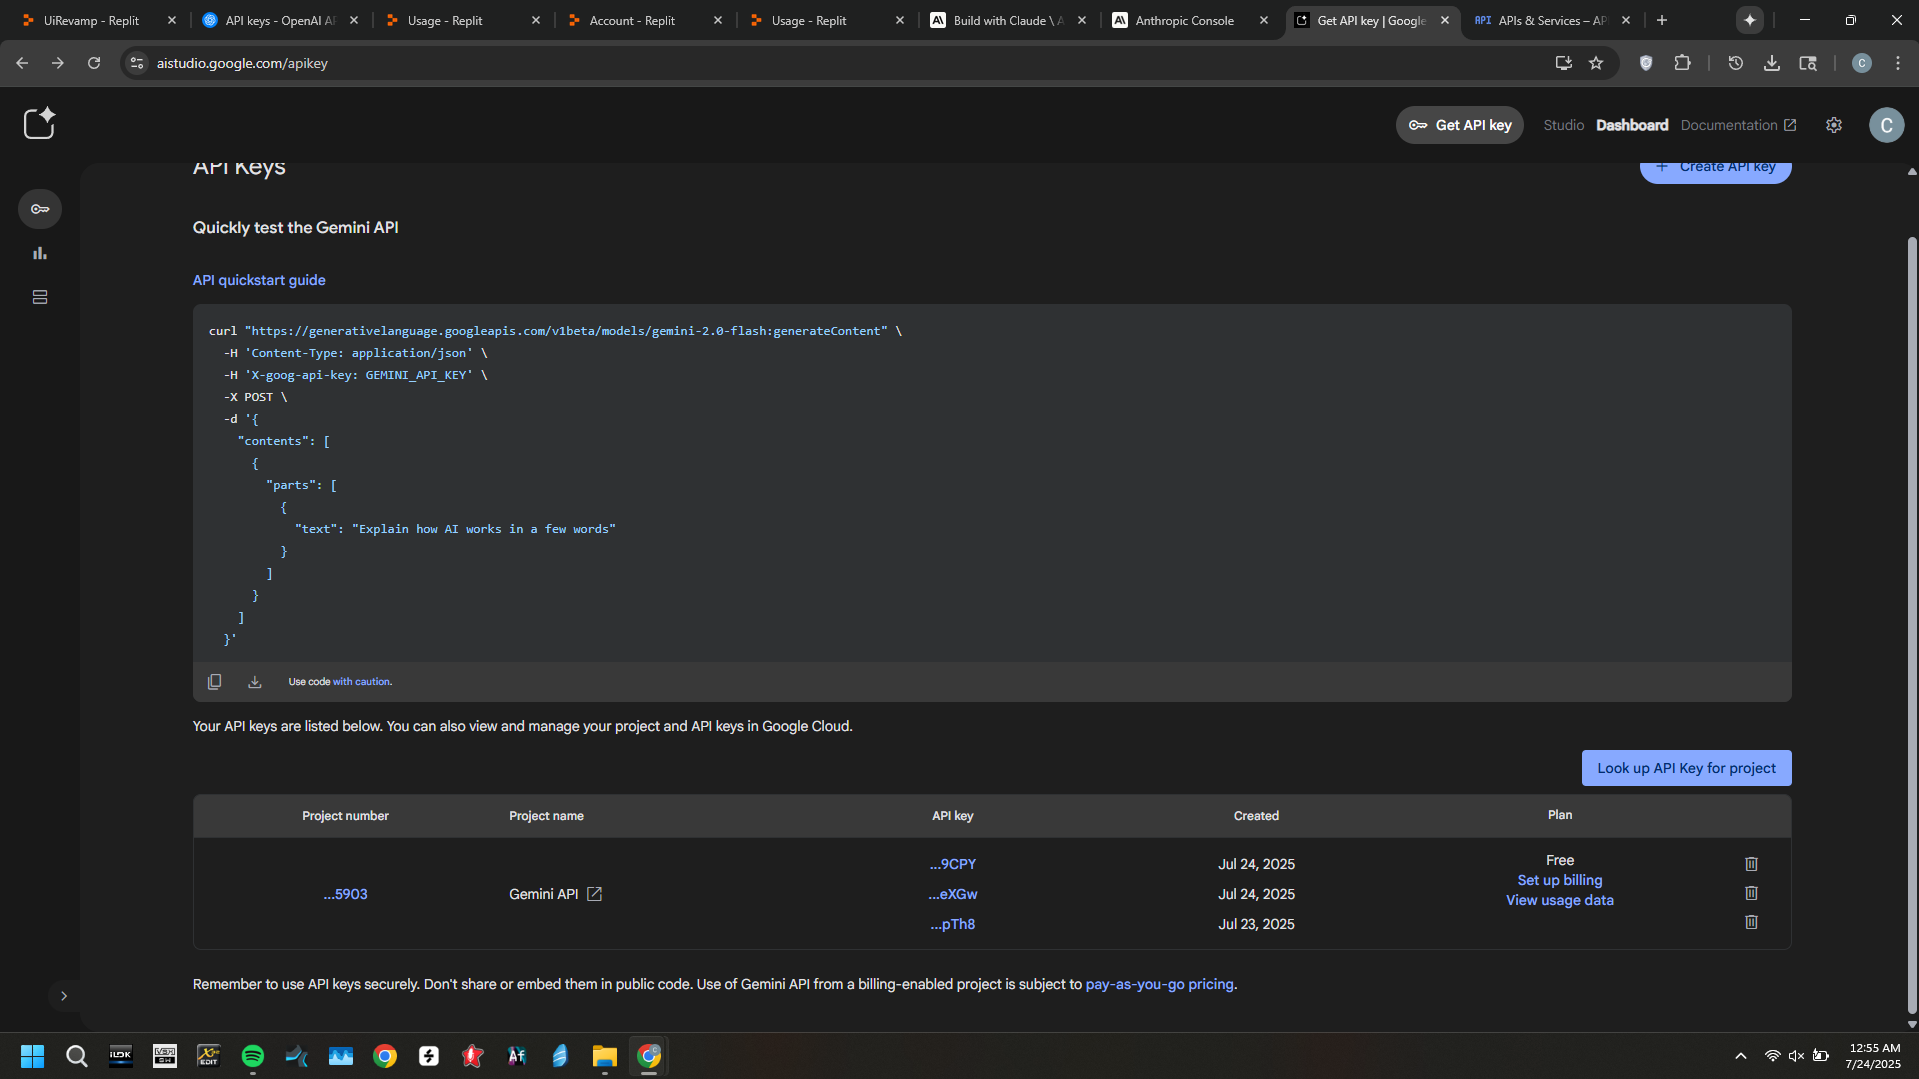 UiRevamp - Replit
API keys - OpenAI AP
Usage - Replit
Account - Replit
Usage - Replit
Build with Claude \ A
Anthropic Console
Get API key | Google
API APIs & Services – AP
aistudio.google.com/apikey
C
Get API key
Studio
Dashboard
Documentation
C
API Keys
Create API key
Quickly test the Gemini API
API quickstart guide
curl "https://generativelanguage.googleapis.com/v1beta/models/gemini-2.0-flash:generateContent" \
-H 'Content-Type: application/json' \
-H 'X-goog-api-key: GEMINI_API_KEY' \
-X POST \
-d '{
"contents": [
{
"parts": [
{
"text": "Explain how AI works in a few words"
}
]
}
]
}'
Use code with caution.
Your API keys are listed below. You can also view and manage your project and API keys in Google Cloud.
Look up API Key for project
Project number Project name API key Created Plan
...9CPY Jul 24, 2025 Free
Set up billing
...5903 Gemini API ...eXGw Jul 24, 2025
View usage data
...pTh8 Jul 23, 2025
Remember to use API keys securely. Don't share or embed them in public code. Use of Gemini API from a billing-enabled project is subject to pay-as-you-go pricing.
EDIT
Af
12:55 AM
7/24/2025